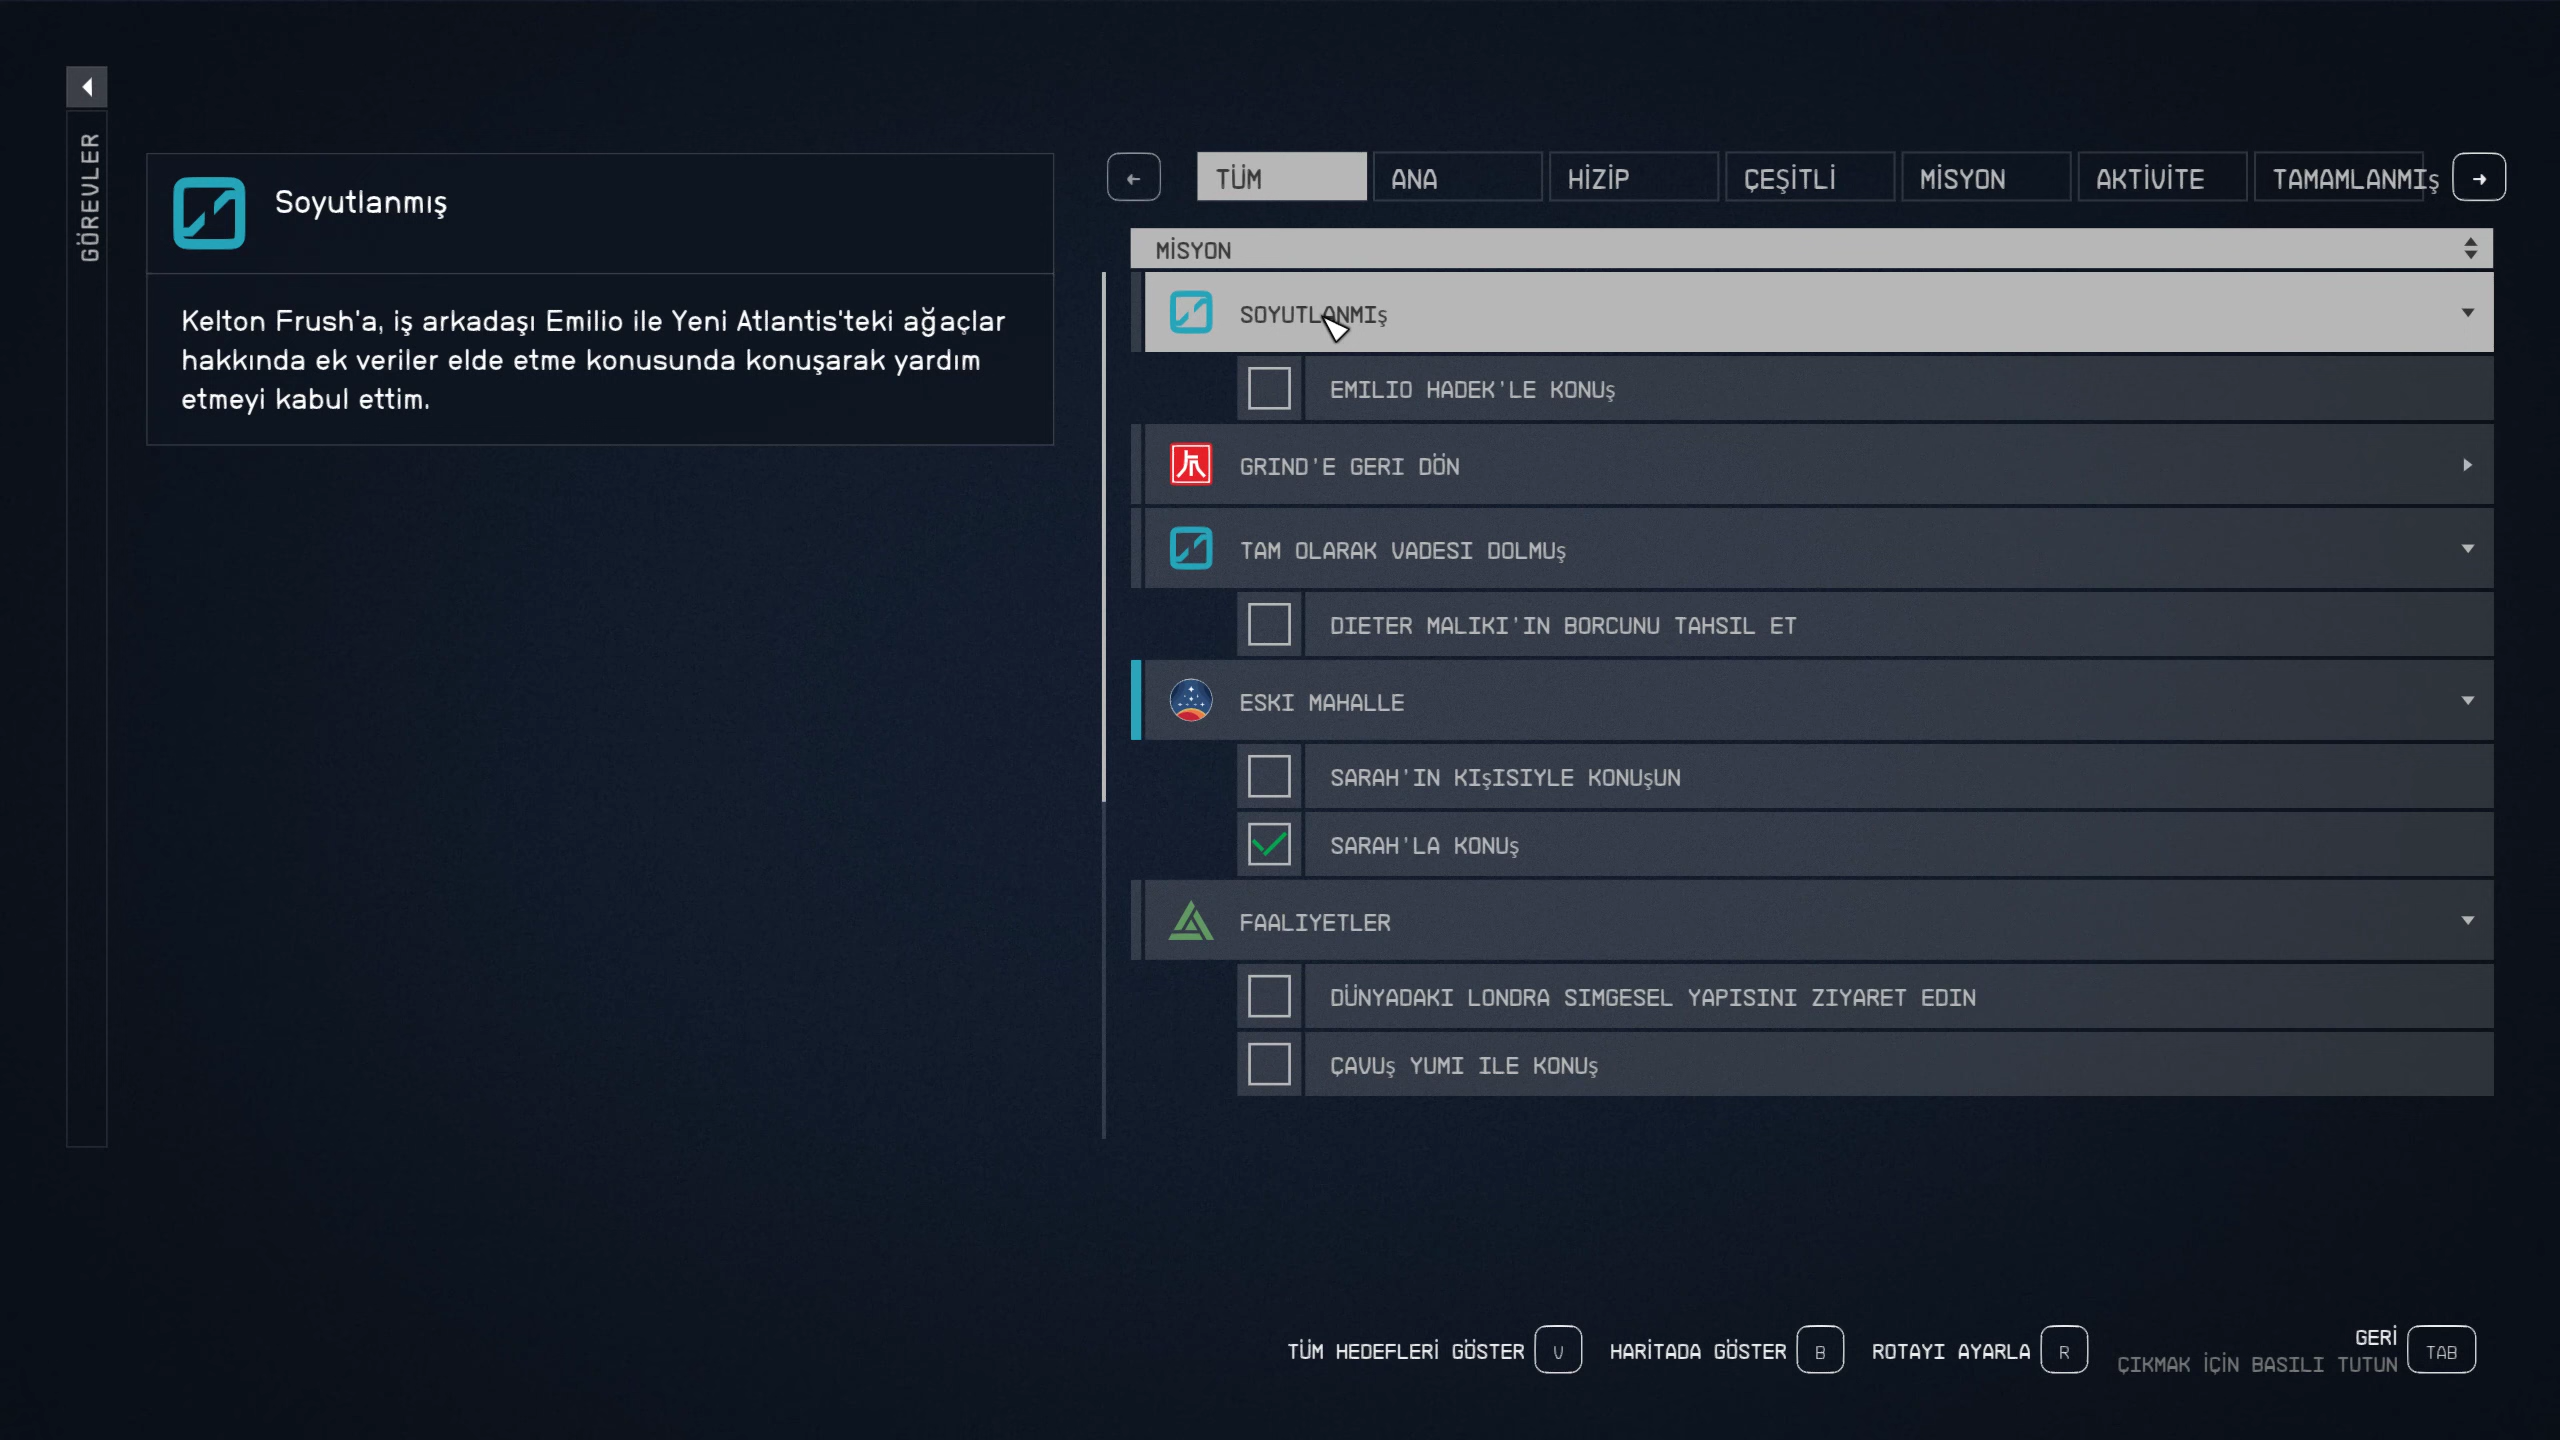 GÖREVLER
Soyutlanmış
Kelton Frush'a, iş arkadaşı Emilio ile Yeni Atlantis'teki ağaçlar
hakkında ek veriler elde etme konusunda konuşarak yardım
etmeyi kabul ettim.
TÜM
ANA
HİZİP
ÇEŞİTLİ
MİSYON
AKTİVİTE
TAMAMLANMIş
MİSYON
SOYUTLANMIş
EMILIO HADEK'LE KONUş
GRIND'E GERI DÖN
TAM OLARAK VADESI DOLMUş
DIETER MALIKI'IN BORCUNU TAHSIL ET
ESKI MAHALLE
SARAH'IN KIşISIYLE KONUşUN
SARAH'LA KONUş
FAALIYETLER
DÜNYADAKI LONDRA SIMGESEL YAPISINI ZIYARET EDIN
ÇAVUş YUMI ILE KONUş
TÜM HEDEFLERİ GÖSTER V
HARİTADA GÖSTER B
ROTAYI AYARLA R
GERİ
ÇIKMAK İÇİN BASILI TUTUN TAB